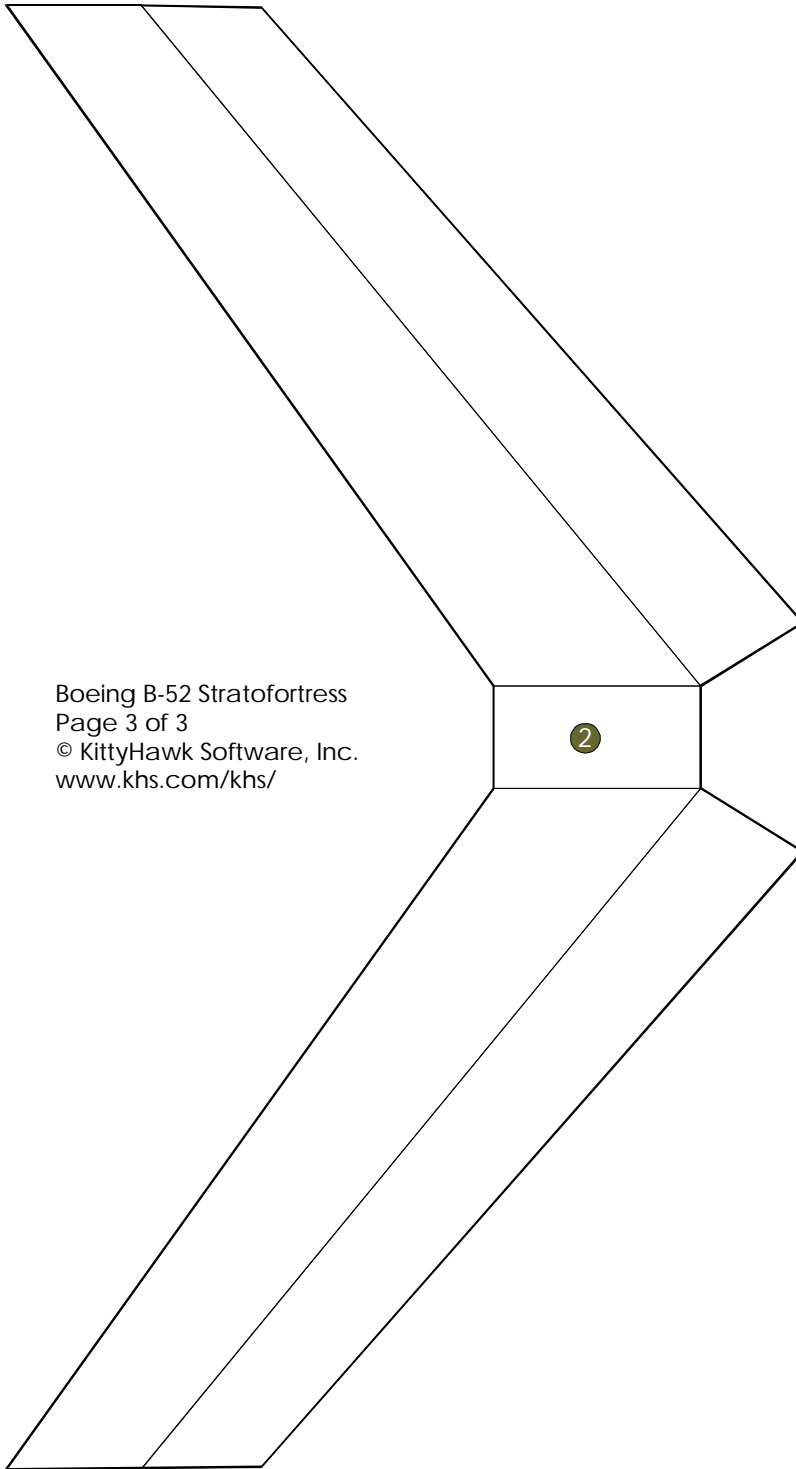 Boeing B-52 Stratofortress
Page 3 of 3
© KittyHawk Software, Inc.
www.khs.com/khs/
2